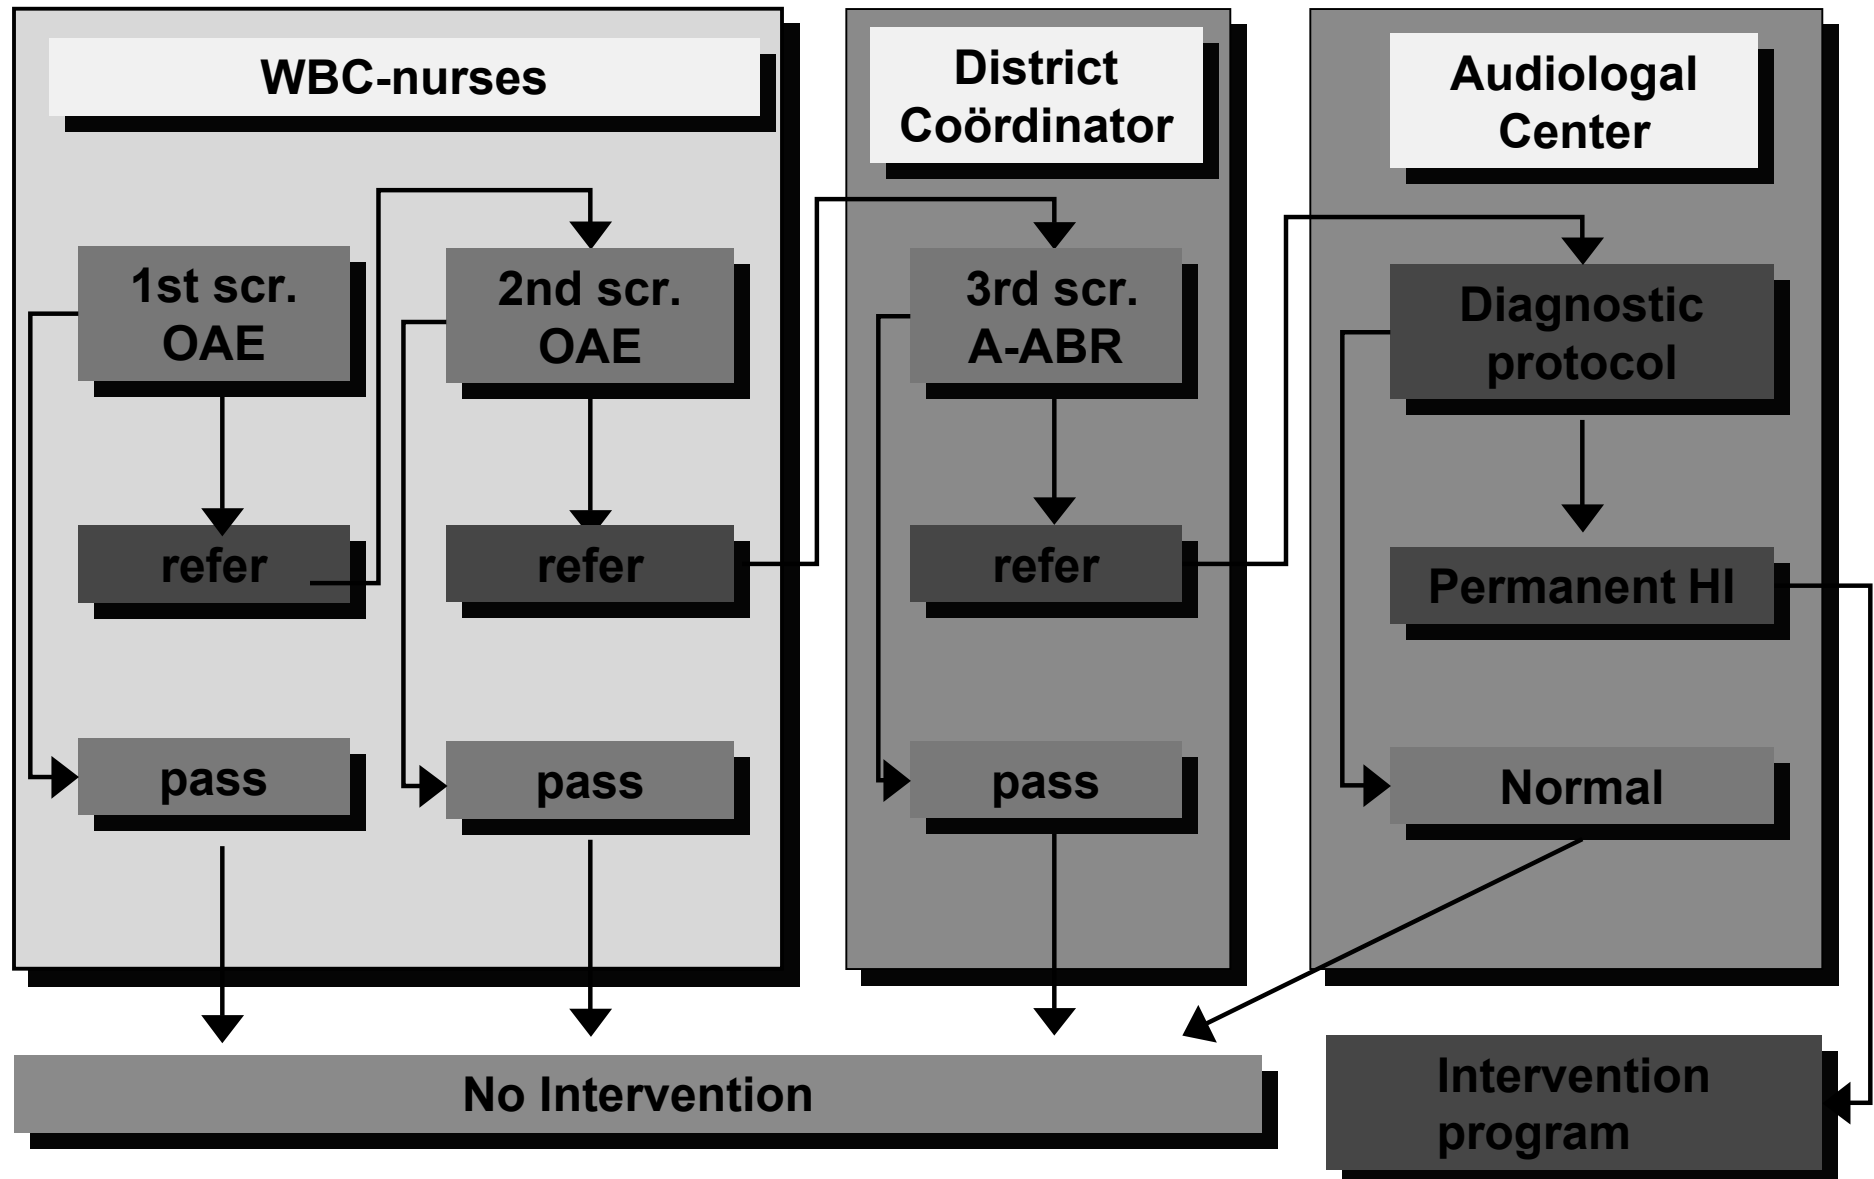 WBC-nurses
District
Coördinator
Audiologal
Center
1st scr.
OAE
2nd scr.
OAE
3rd scr.
A-ABR
Diagnostic
protocol
refer
refer
refer
Permanent HI
pass
pass
pass
Normal
No Intervention
Intervention
program